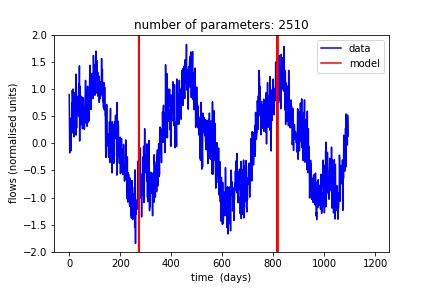 number of parameters: 2510
data
model
2.0
1.5
1.0
0.5
0.0
−0.5
−1.0
−1.5
−2.0
flows (normalised units)
0 200 400 600 800 1000 1200
time (days)